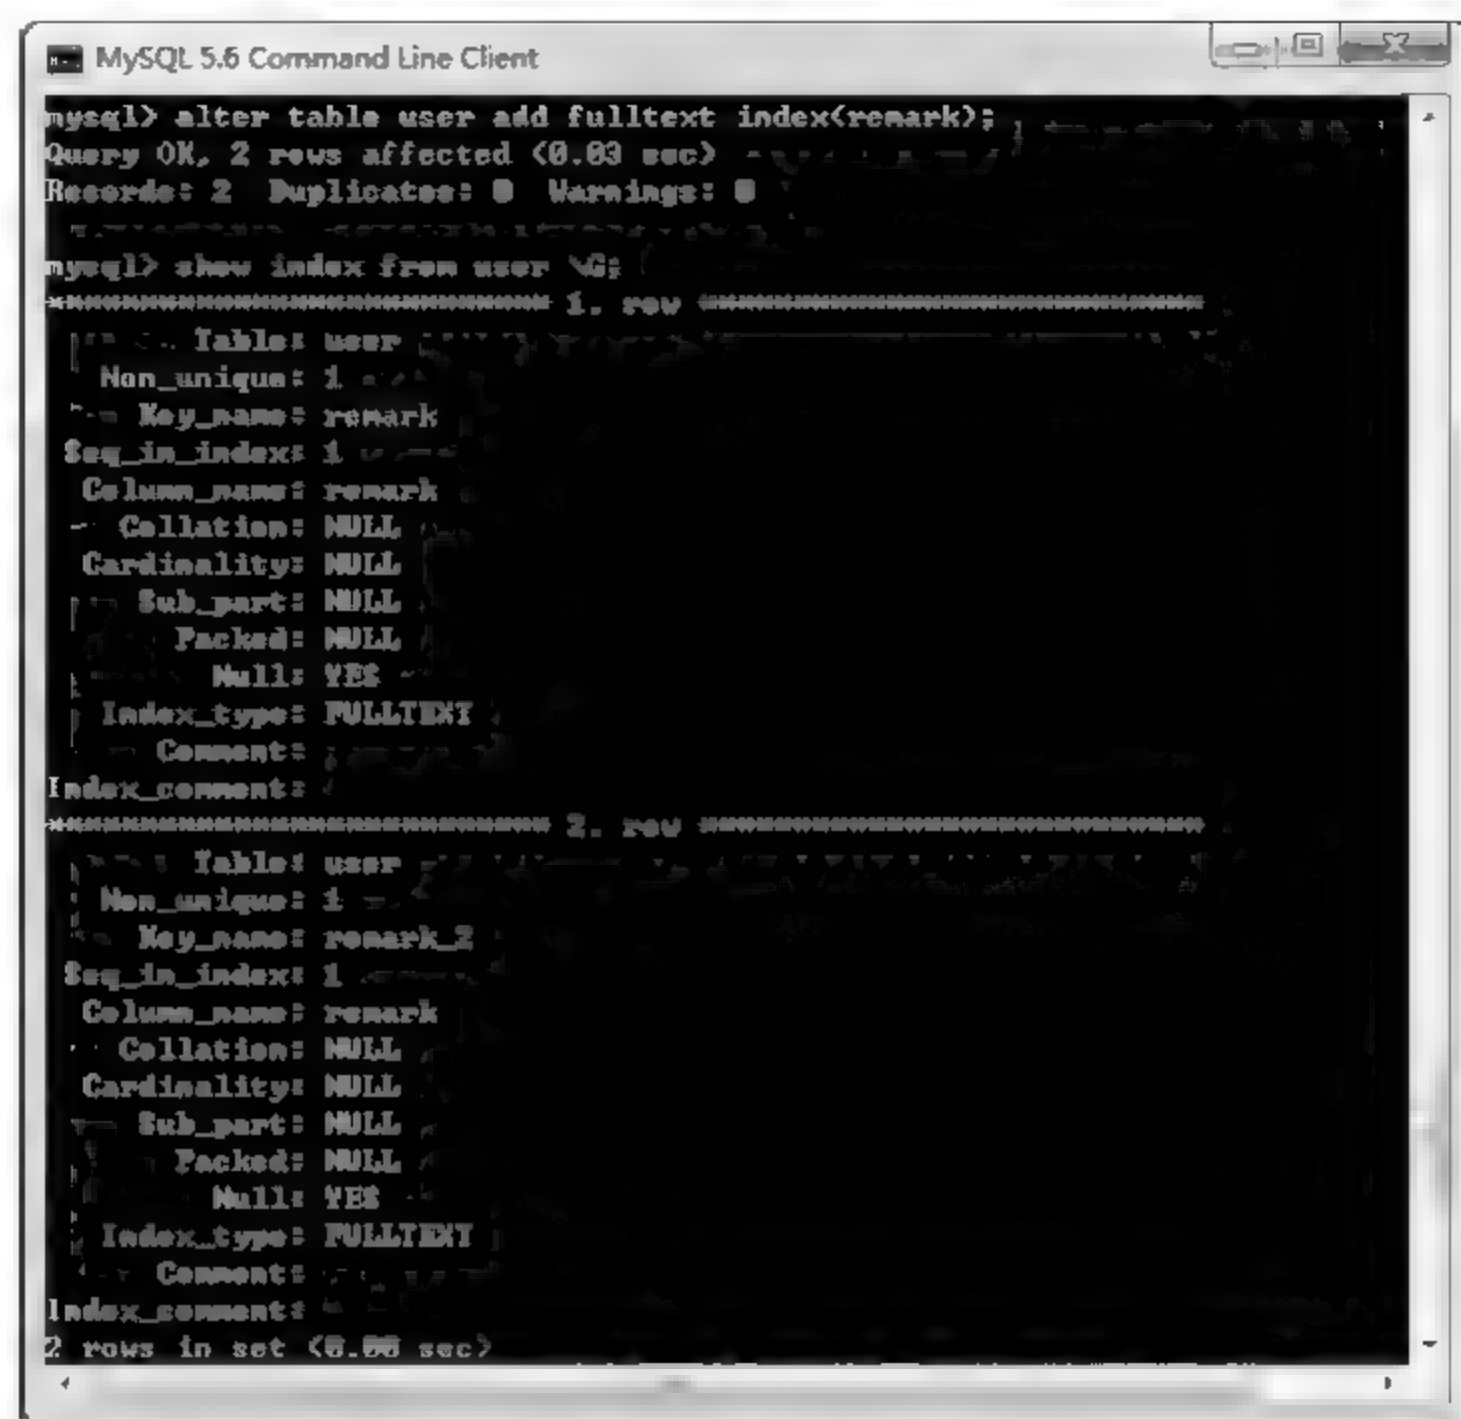 MySQL 5.6 Command Line Client
mysql> alter table user add fulltext index(remark);
Query OK, 2 rows affected (0.03 sec)
Records: 2  Duplicates: 0  Warnings: 0
mysql> show index from user \G;
*************************** 1. row ***************************
Table: user
Non_unique: 1
Key_name: remark
Seq_in_index: 1
Column_name: remark
Collation: NULL
Cardinality: NULL
Sub_part: NULL
Packed: NULL
Null: YES
Index_type: FULLTEXT
Comment:
Index_comment:
*************************** 2. row ***************************
Table: user
Non_unique: 1
Key_name: remark_2
Seq_in_index: 1
Column_name: remark
Collation: NULL
Cardinality: NULL
Sub_part: NULL
Packed: NULL
Null: YES
Index_type: FULLTEXT
Comment:
Index_comment:
2 rows in set (0.00 sec)